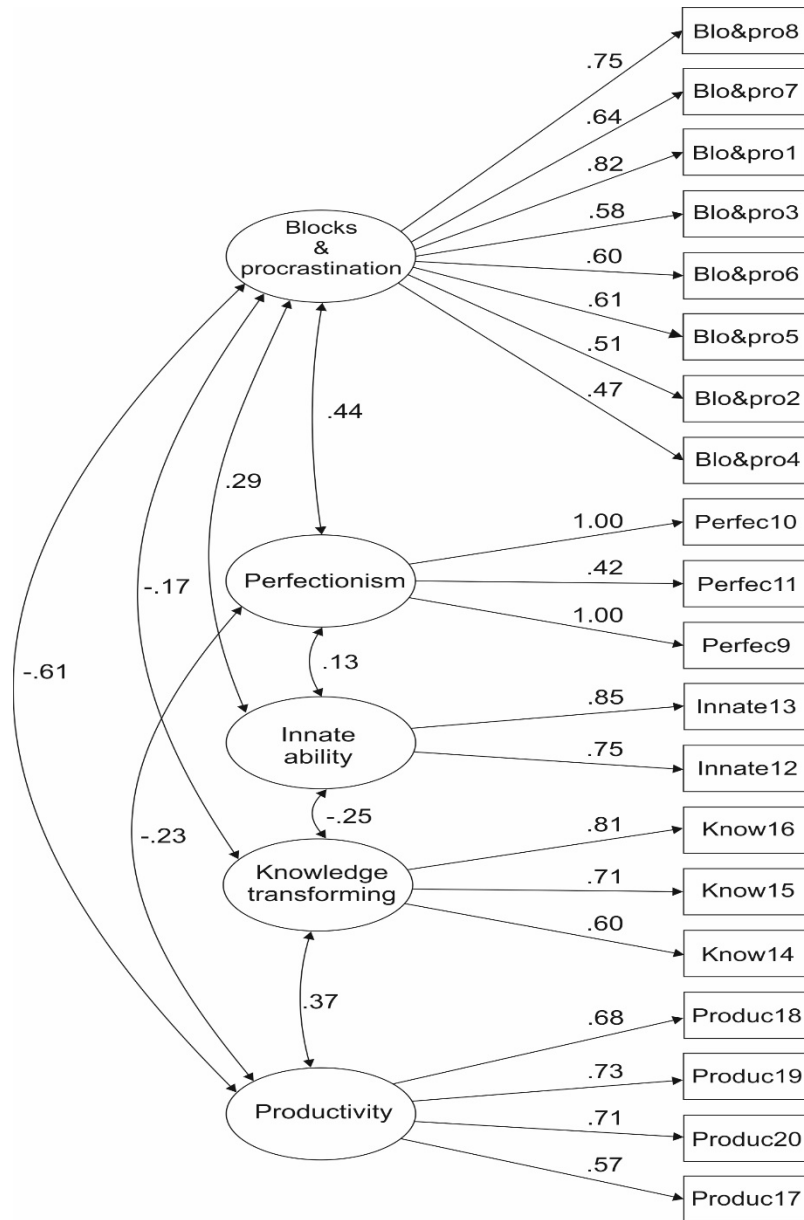 Blo&pro8
.75
Blo&pro7
.64
Blo&pro1
.82
Blo&pro3
.58
Blocks
&
procrastination
Blo&pro6
.60
Blo&pro5
.61
Blo&pro2
.51
Blo&pro4
.47
.44
.29
Perfec10
1.00
Perfectionism
Perfec11
.42
-.17
Perfec9
1.00
-.61
.13
Innate13
.85
Innate
ability
Innate12
.75
-.23
-.25
Know16
.81
Knowledge
transforming
Know15
.71
Know14
.60
.37
Produc18
.68
Produc19
.73
Productivity
Produc20
.71
Produc17
.57